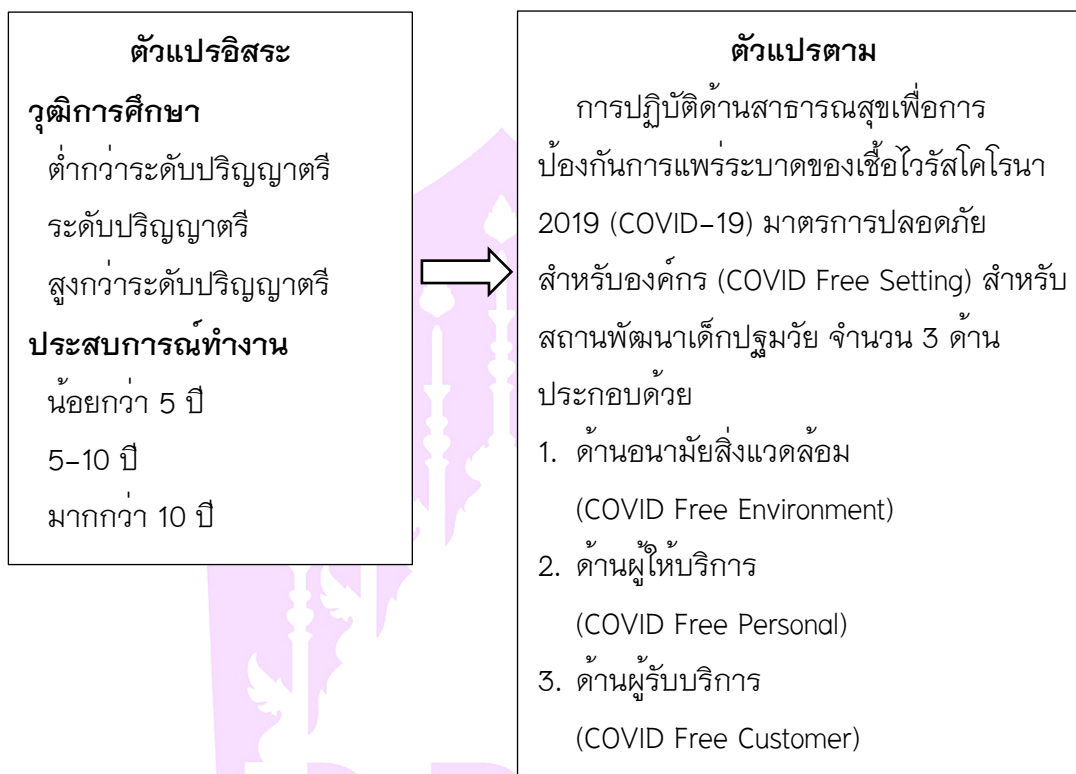 ตัวแปรอิสระ
วุฒิการศึกษา
ต่ำกว่าระดับปริญญาตรี
ระดับปริญญาตรี
สูงกว่าระดับปริญญาตรี
ประสบการณ์ทำงาน
น้อยกว่า 5 ปี
5-10 ปี
มากกว่า 10 ปี
ตัวแปรตาม
การปฏิบัติด้านสาธารณสุขเพื่อการ
ป้องกันการแพร่ระบาดของเชื้อไวรัสโคโรนา
2019 (COVID-19) มาตรการปลอดภัย
สำหรับองค์กร (COVID Free Setting) สำหรับ
สถานพัฒนาเด็กปฐมวัย จำนวน 3 ด้าน
ประกอบด้วย
1. ด้านอนามัยสิ่งแวดล้อม
(COVID Free Environment)
2. ด้านผู้ให้บริการ
(COVID Free Personal)
3. ด้านผู้รับบริการ
(COVID Free Customer)